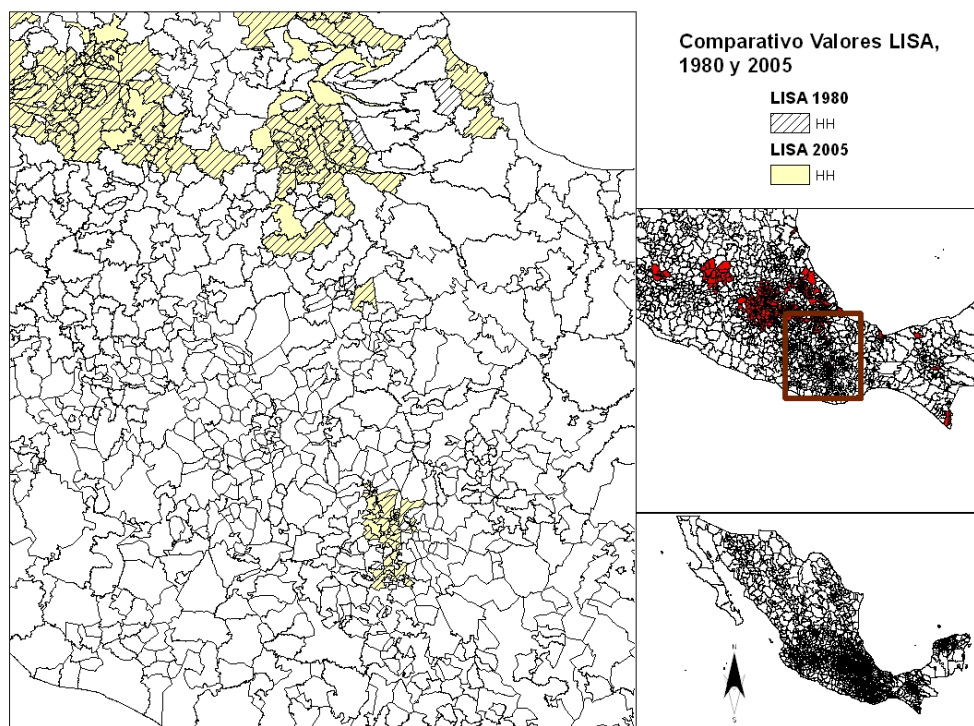 Comparativo Valores LISA,
1980 y 2005
LISA 1980
HH
LISA 2005
HH
N
S